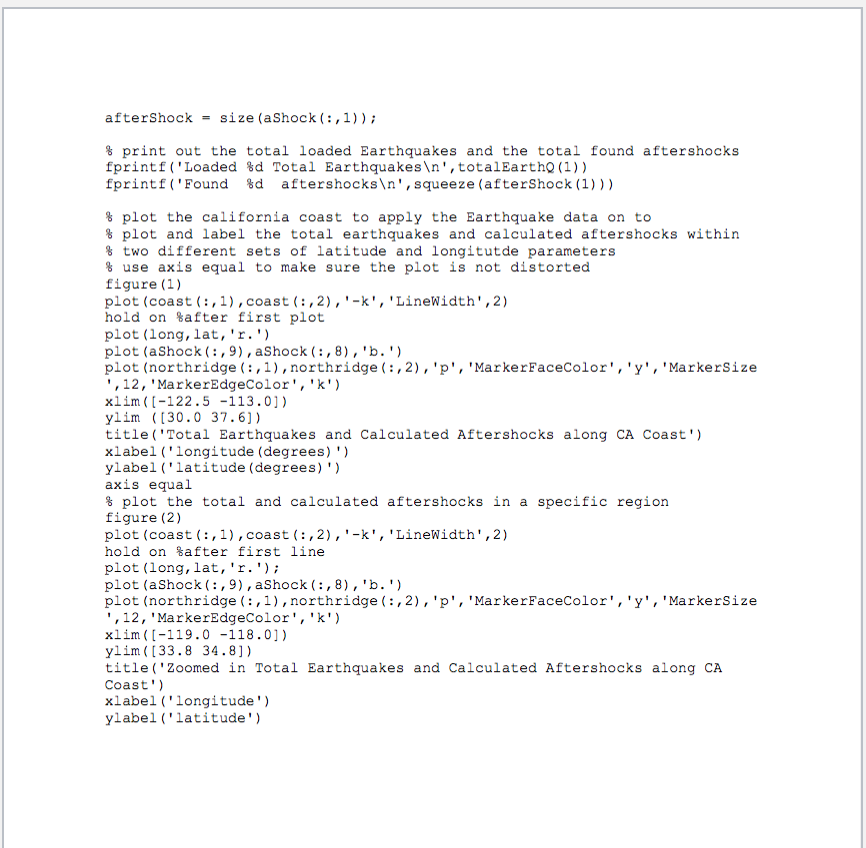 afterShock = size(aShock(:,1));
% print out the total loaded Earthquakes and the total found aftershocks
fprintf('Loaded %d Total Earthquakes\n',totalEarthQ(1))
fprintf('Found  %d  aftershocks\n',squeeze(afterShock(1)))
% plot the california coast to apply the Earthquake data on to
% plot and label the total earthquakes and calculated aftershocks within
% two different sets of latitude and longitutde parameters
% use axis equal to make sure the plot is not distorted
figure(1)
plot(coast(:,1),coast(:,2),'-k','LineWidth',2)
hold on %after first plot
plot(long,lat,'r.')
plot(aShock(:,9),aShock(:,8),'b.')
plot(northridge(:,1),northridge(:,2),'p','MarkerFaceColor','y','MarkerSize
',12,'MarkerEdgeColor','k')
xlim([-122.5 -113.0])
ylim ([30.0 37.6])
title('Total Earthquakes and Calculated Aftershocks along CA Coast')
xlabel('longitude(degrees)')
ylabel('latitude(degrees)')
axis equal
% plot the total and calculated aftershocks in a specific region
figure(2)
plot(coast(:,1),coast(:,2),'-k','LineWidth',2)
hold on %after first line
plot(long,lat,'r.');
plot(aShock(:,9),aShock(:,8),'b.')
plot(northridge(:,1),northridge(:,2),'p','MarkerFaceColor','y','MarkerSize
',12,'MarkerEdgeColor','k')
xlim([-119.0 -118.0])
ylim([33.8 34.8])
title('Zoomed in Total Earthquakes and Calculated Aftershocks along CA
Coast')
xlabel('longitude')
ylabel('latitude')